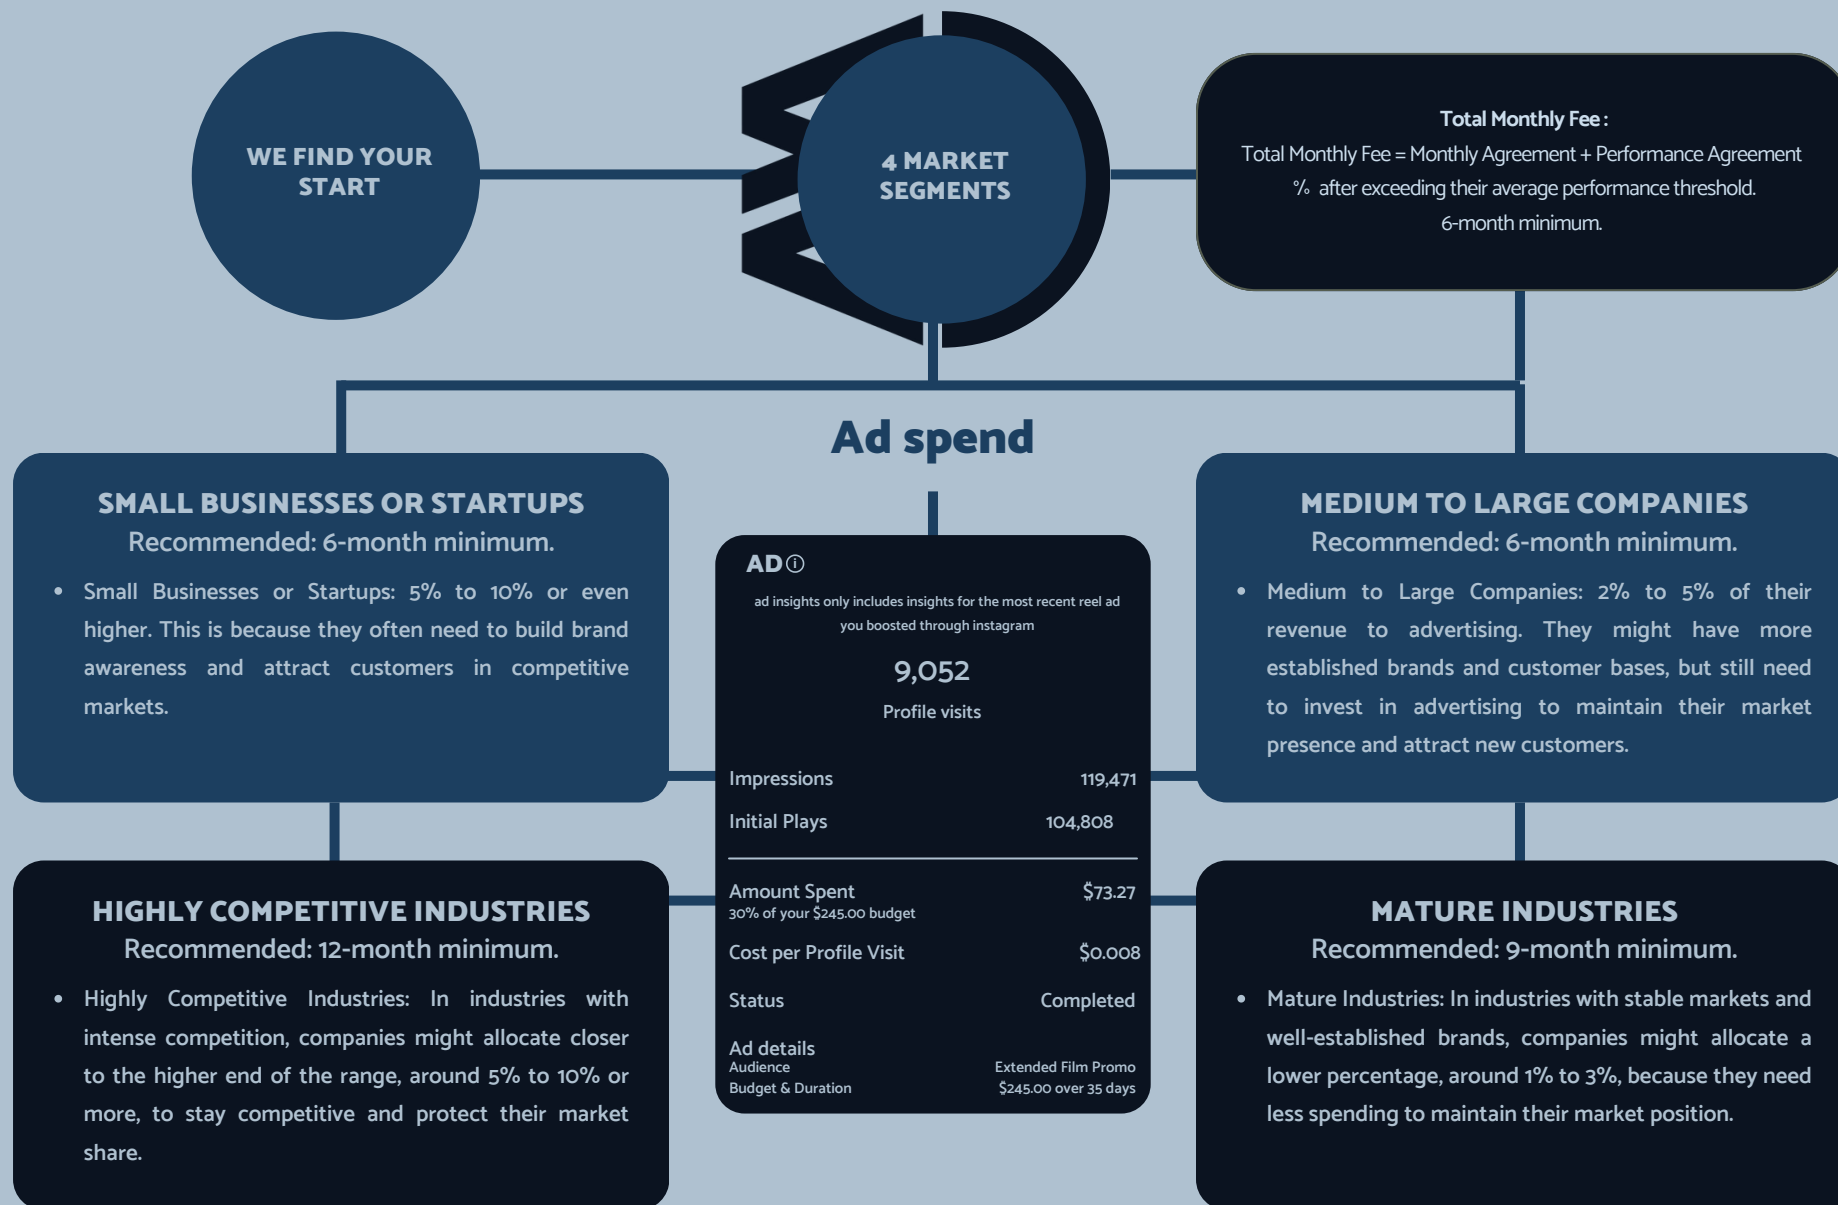 WE FIND YOUR
START
4 MARKET
SEGMENTS
Total Monthly Fee :
Total Monthly Fee = Monthly Agreement + Performance Agreement
% after exceeding their average performance threshold.
6-month minimum.
Ad spend
SMALL BUSINESSES OR STARTUPS
Recommended: 6-month minimum.
• Small Businesses or Startups: 5% to 10% or even
higher. This is because they often need to build brand
awareness and attract customers in competitive
markets.
AD ⓘ
ad insights only includes insights for the most recent reel ad
you boosted through instagram
9,052
Profile visits
Impressions 119,471
Initial Plays 104,808
Amount Spent $73.27
30% of your $245.00 budget
Cost per Profile Visit $0.008
Status Completed
Ad details
Audience Extended Film Promo
Budget & Duration $245.00 over 35 days
MEDIUM TO LARGE COMPANIES
Recommended: 6-month minimum.
• Medium to Large Companies: 2% to 5% of their
revenue to advertising. They might have more
established brands and customer bases, but still need
to invest in advertising to maintain their market
presence and attract new customers.
HIGHLY COMPETITIVE INDUSTRIES
Recommended: 12-month minimum.
• Highly Competitive Industries: In industries with
intense competition, companies might allocate closer
to the higher end of the range, around 5% to 10% or
more, to stay competitive and protect their market
share.
MATURE INDUSTRIES
Recommended: 9-month minimum.
• Mature Industries: In industries with stable markets and
well-established brands, companies might allocate a
lower percentage, around 1% to 3%, because they need
less spending to maintain their market position.